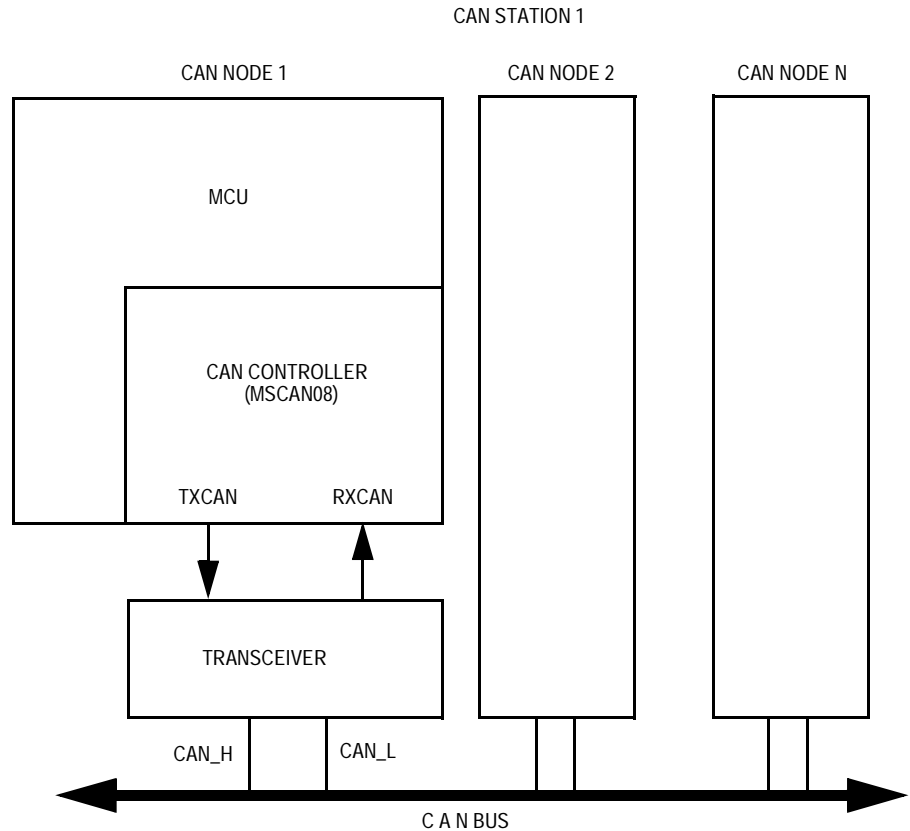 CAN STATION 1
CAN NODE 1
CAN NODE 2
CAN NODE N
MCU
CAN CONTROLLER
(MSCAN08)
TXCAN
RXCAN
TRANSCEIVER
CAN_H
CAN_L
C A N BUS